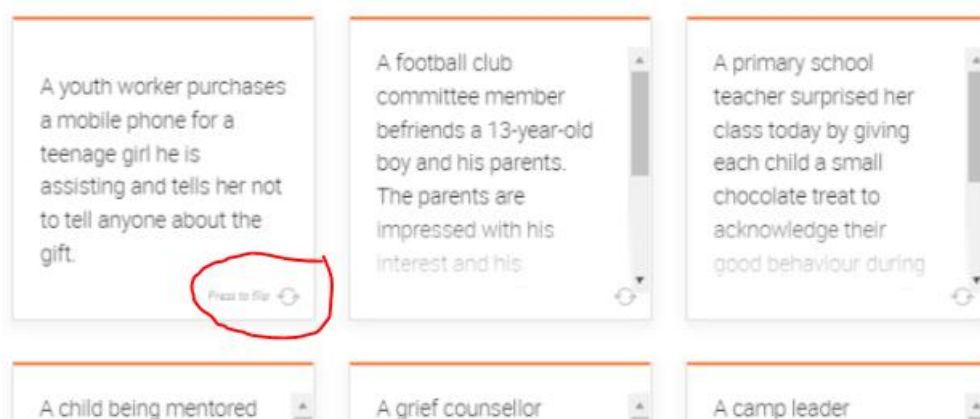 A youth worker purchases
a mobile phone for a
teenage girl he is
assisting and tells her not
to tell anyone about the
gift.
Press to flip
A football club
committee member
befriends a 13-year-old
boy and his parents.
The parents are
impressed with his
interest and his
A primary school
teacher surprised her
class today by giving
each child a small
chocolate treat to
acknowledge their
good behaviour during
A child being mentored
A grief counsellor
A camp leader